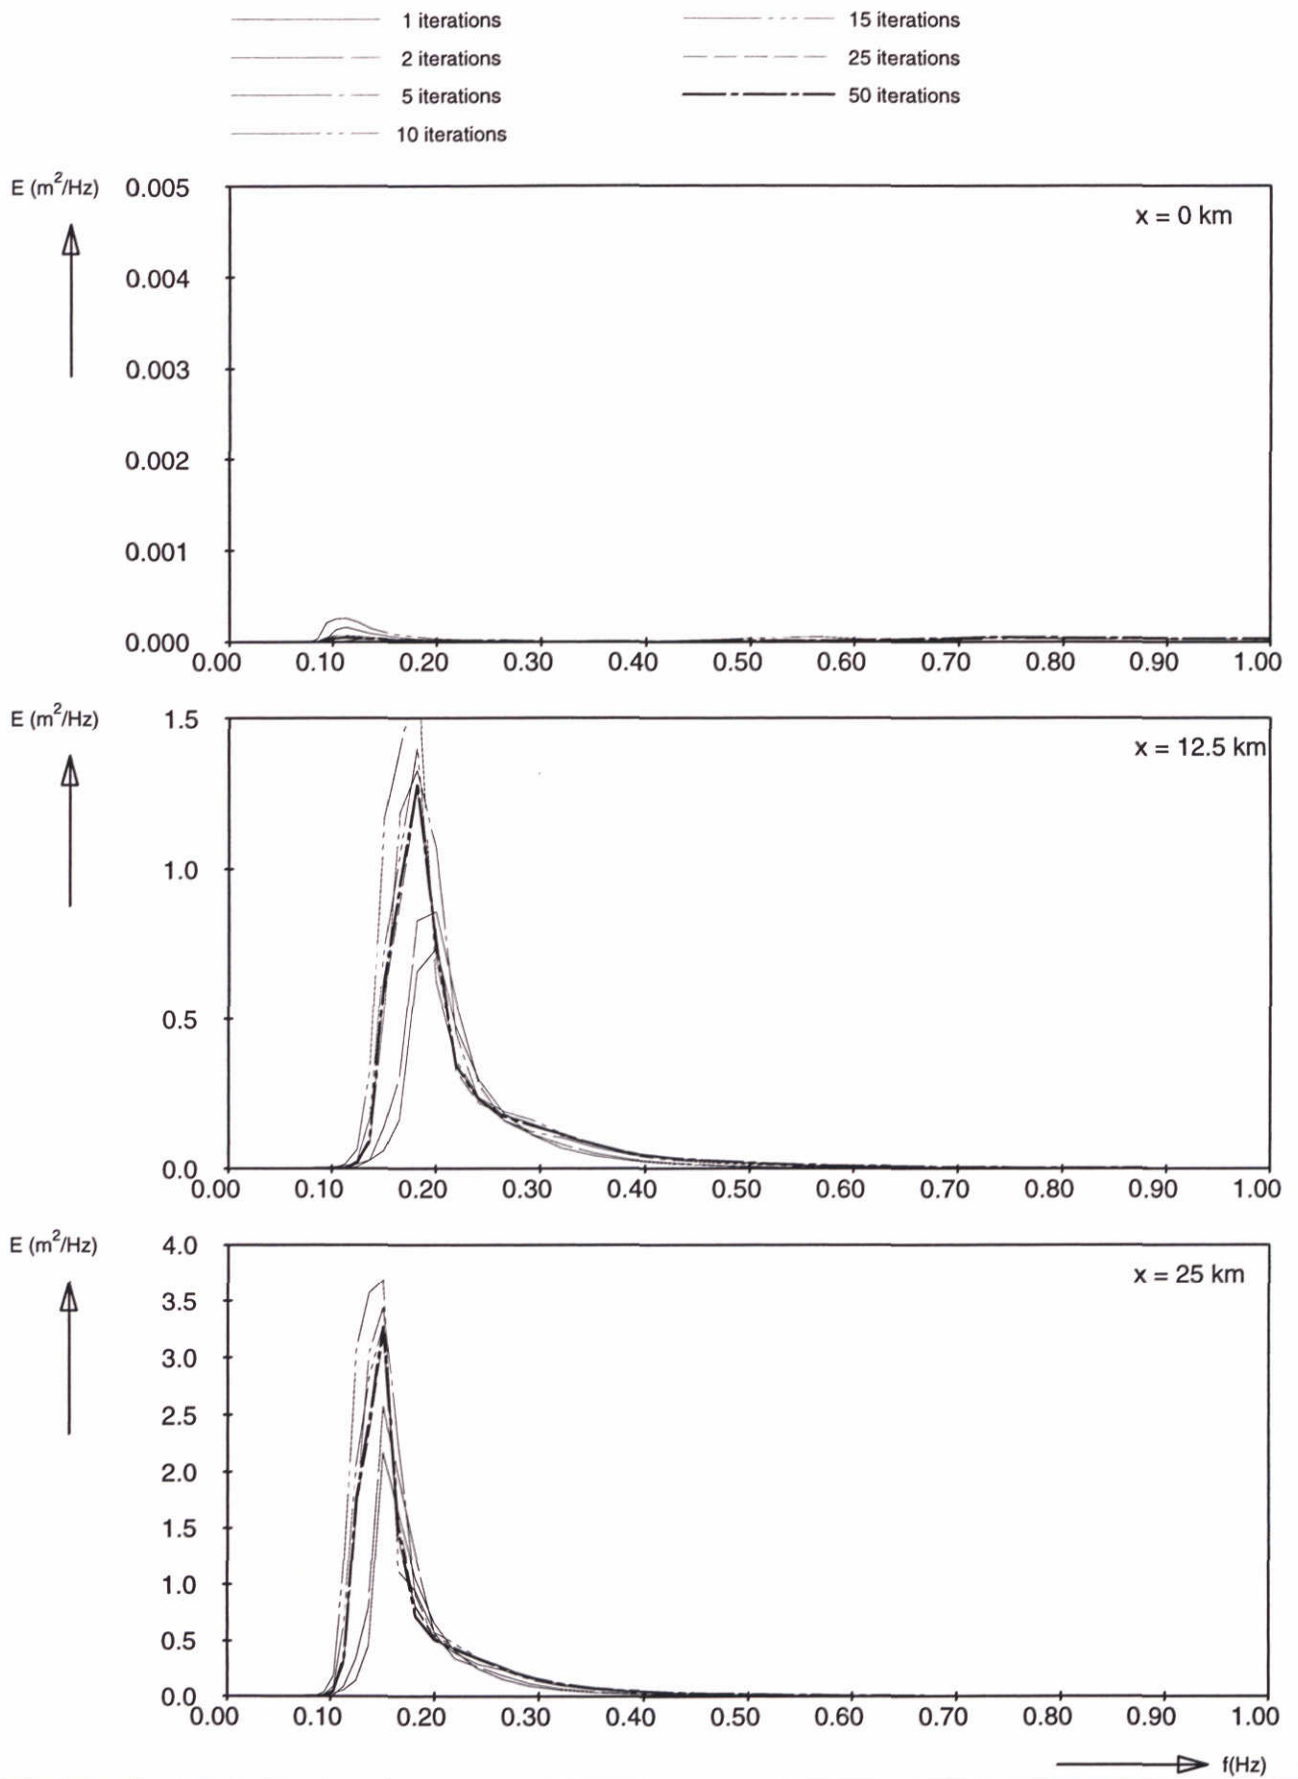 1 iterations
15 iterations
2 iterations
25 iterations
5 iterations
50 iterations
10 iterations
E (m²/Hz)
0.005
x = 0 km
0.004
0.003
0.002
0.001
0.000
0.00 0.10 0.20 0.30 0.40 0.50 0.60 0.70 0.80 0.90 1.00
E (m²/Hz)
1.5
x = 12.5 km
1.0
0.5
0.0
0.00 0.10 0.20 0.30 0.40 0.50 0.60 0.70 0.80 0.90 1.00
E (m²/Hz)
4.0
x = 25 km
3.5
3.0
2.5
2.0
1.5
1.0
0.5
0.0
0.00 0.10 0.20 0.30 0.40 0.50 0.60 0.70 0.80 0.90 1.00
f(Hz)